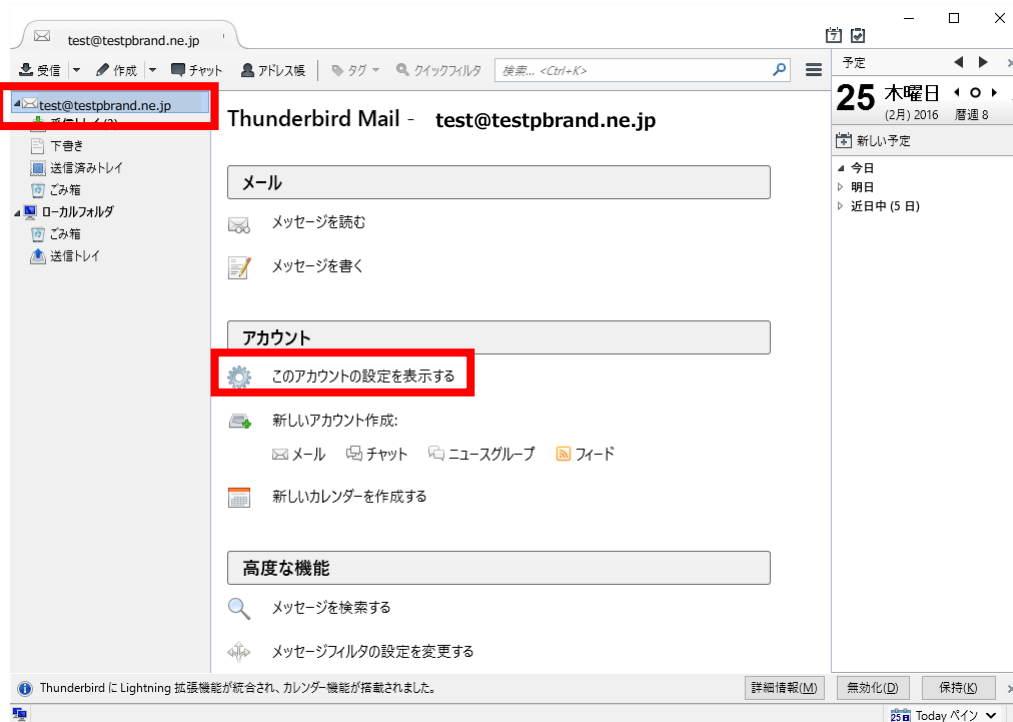 test@testpbrand.ne.jp
受信 作成 チャット アドレス帳 タグ クイックフィルタ 検索... <Ctrl+K>
test@testpbrand.ne.jp
受信トレイ (2)
下書き
送信済みトレイ
ごみ箱
ローカルフォルダ
ごみ箱
送信トレイ
Thunderbird Mail - test@testpbrand.ne.jp
メール
メッセージを読む
メッセージを書く
アカウント
このアカウントの設定を表示する
新しいアカウント作成:
メール チャット ニュースグループ フィード
新しいカレンダーを作成する
高度な機能
メッセージを検索する
メッセージフィルタの設定を変更する
7
予定
25 木曜日
(2月) 2016 暦週 8
新しい予定
今日
明日
近日中 (5 日)
Thunderbird に Lightning 拡張機能が統合され、カレンダー機能が搭載されました。 詳細情報(M) 無効化(D) 保持(K)
25 Today ペイン